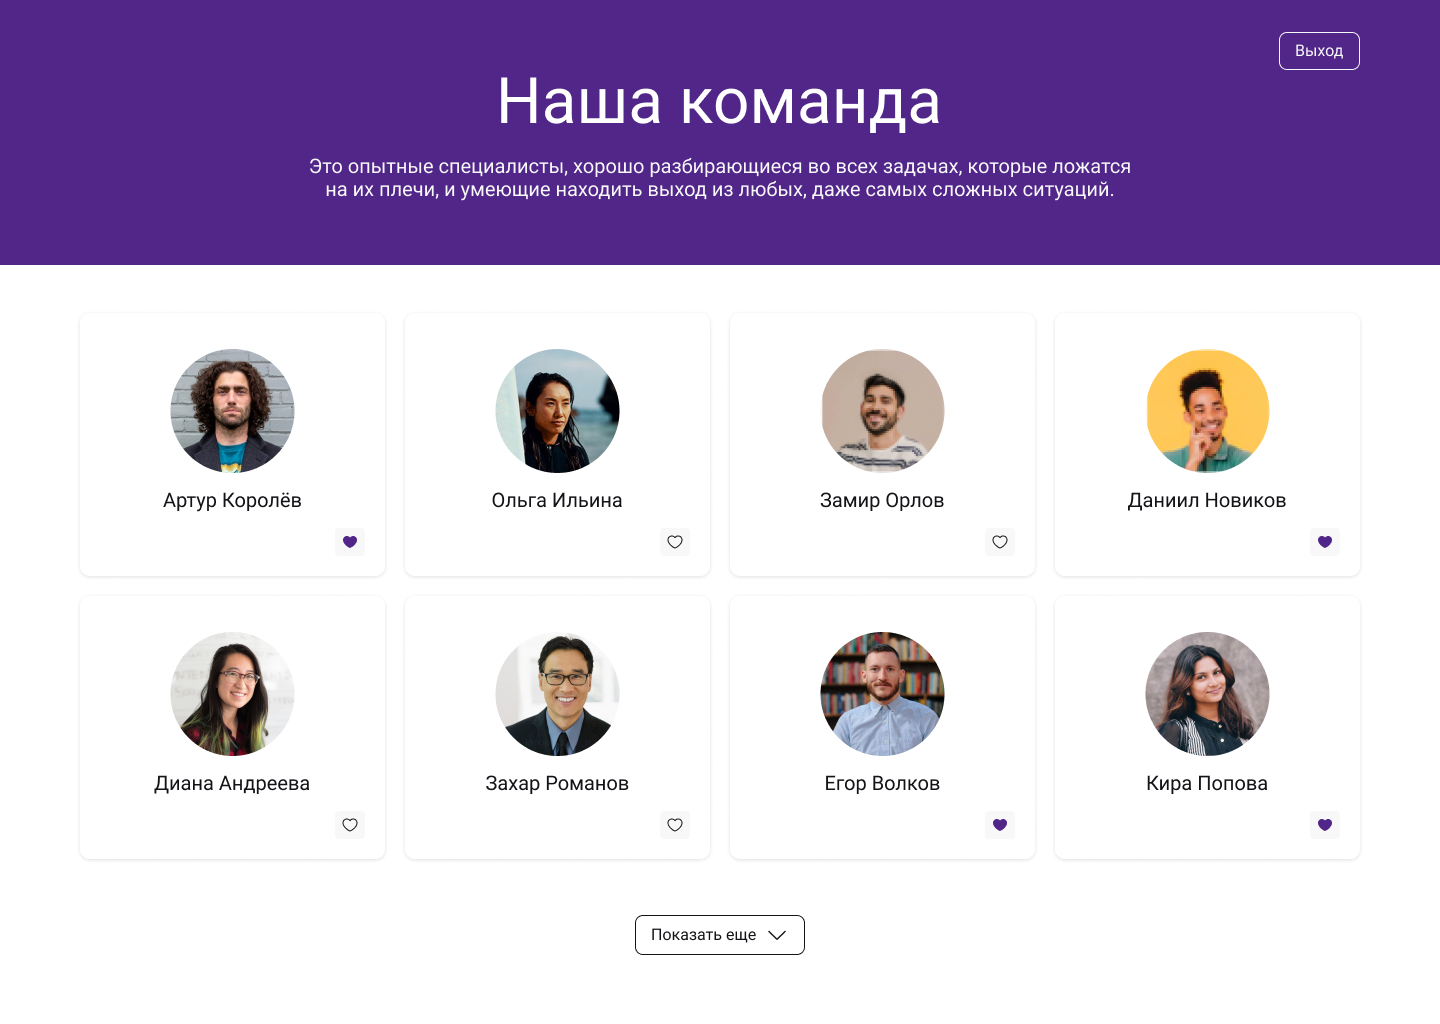 Выход
Наша команда
Это опытные специалисты, хорошо разбирающиеся во всех задачах, которые ложатся
на их плечи, и умеющие находить выход из любых, даже самых сложных ситуаций.
Артур Королёв
Ольга Ильина
Замир Орлов
Даниил Новиков
Диана Андреева
Захар Романов
Егор Волков
Кира Попова
Показать еще